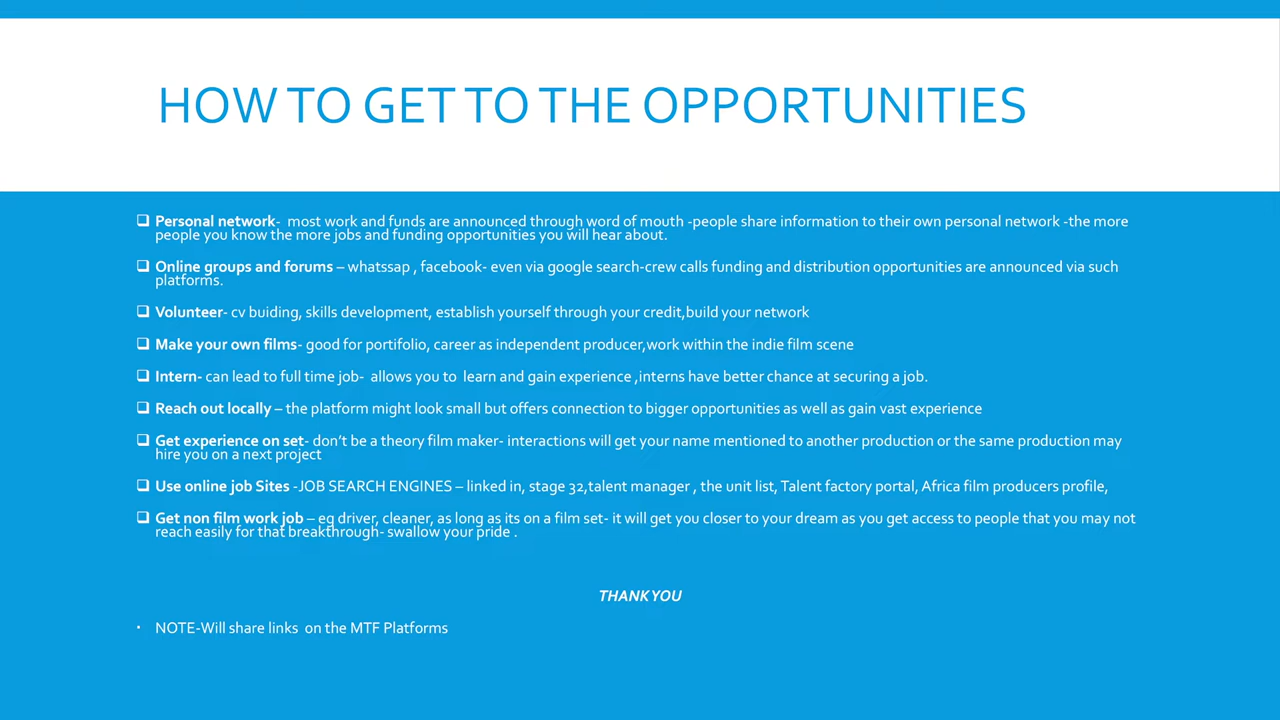 HOW TO GET TO THE OPPORTUNITIES
Personal network- most work and funds are announced through word of mouth -people share information to their own personal network -the more
people you know the more jobs and funding opportunities you will hear about.
Online groups and forums – whatssap , facebook- even via google search-crew calls funding and distribution opportunities are announced via such
platforms.
Volunteer- cv buiding, skills development, establish yourself through your credit,build your network
Make your own films- good for portifolio, career as independent producer,work within the indie film scene
Intern- can lead to full time job- allows you to learn and gain experience ,interns have better chance at securing a job.
Reach out locally – the platform might look small but offers connection to bigger opportunities as well as gain vast experience
Get experience on set- don't be a theory film maker- interactions will get your name mentioned to another production or the same production may
hire you on a next project
Use online job Sites -JOB SEARCH ENGINES – linked in, stage 32,talent manager , the unit list, Talent factory portal, Africa film producers profile,
Get non film work job – eg driver, cleaner, as long as its on a film set- it will get you closer to your dream as you get access to people that you may not
reach easily for that breakthrough- swallow your pride .
THANK YOU
NOTE-Will share links on the MTF Platforms